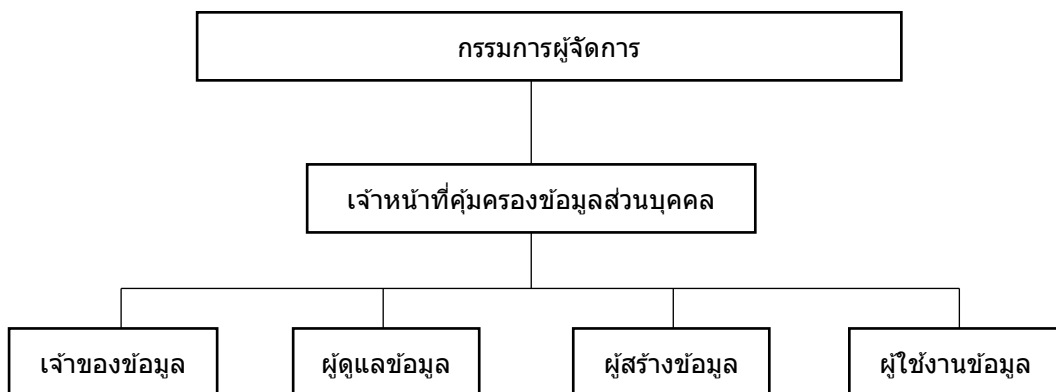 กรรมการผู้จัดการ
เจ้าหน้าที่คุ้มครองข้อมูลส่วนบุคคล
เจ้าของข้อมูล
ผู้ดูแลข้อมูล
ผู้สร้างข้อมูล
ผู้ใช้งานข้อมูล